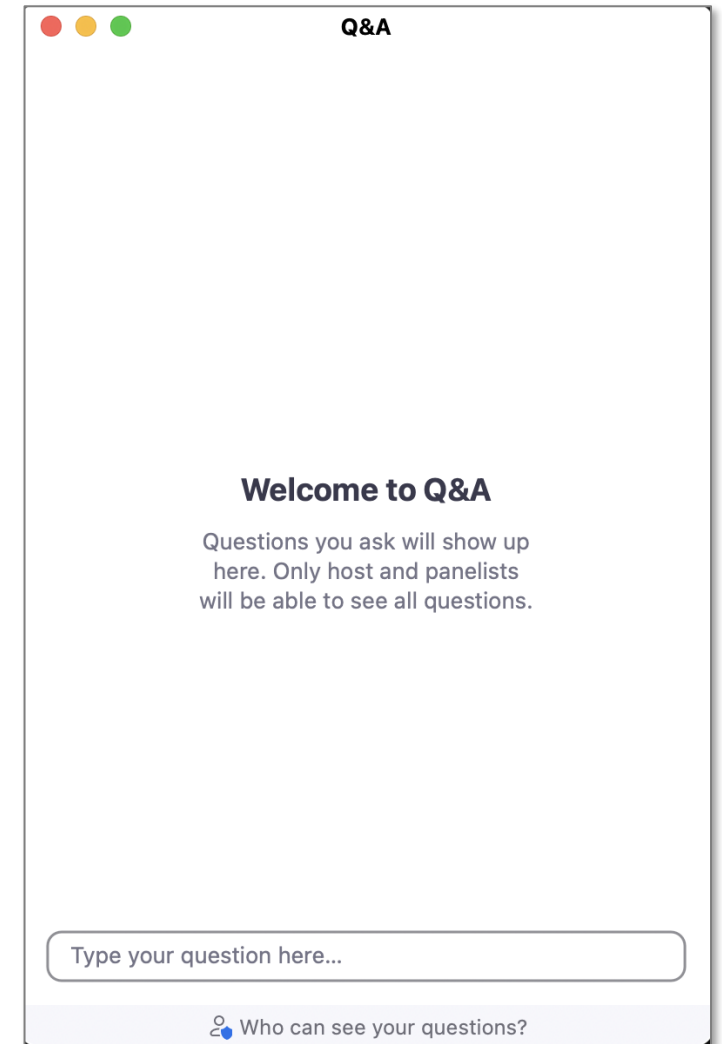 Q&A
Welcome to Q&A
Questions you ask will show up
here. Only host and panelists
will be able to see all questions.
Type your question here...
Who can see your questions?